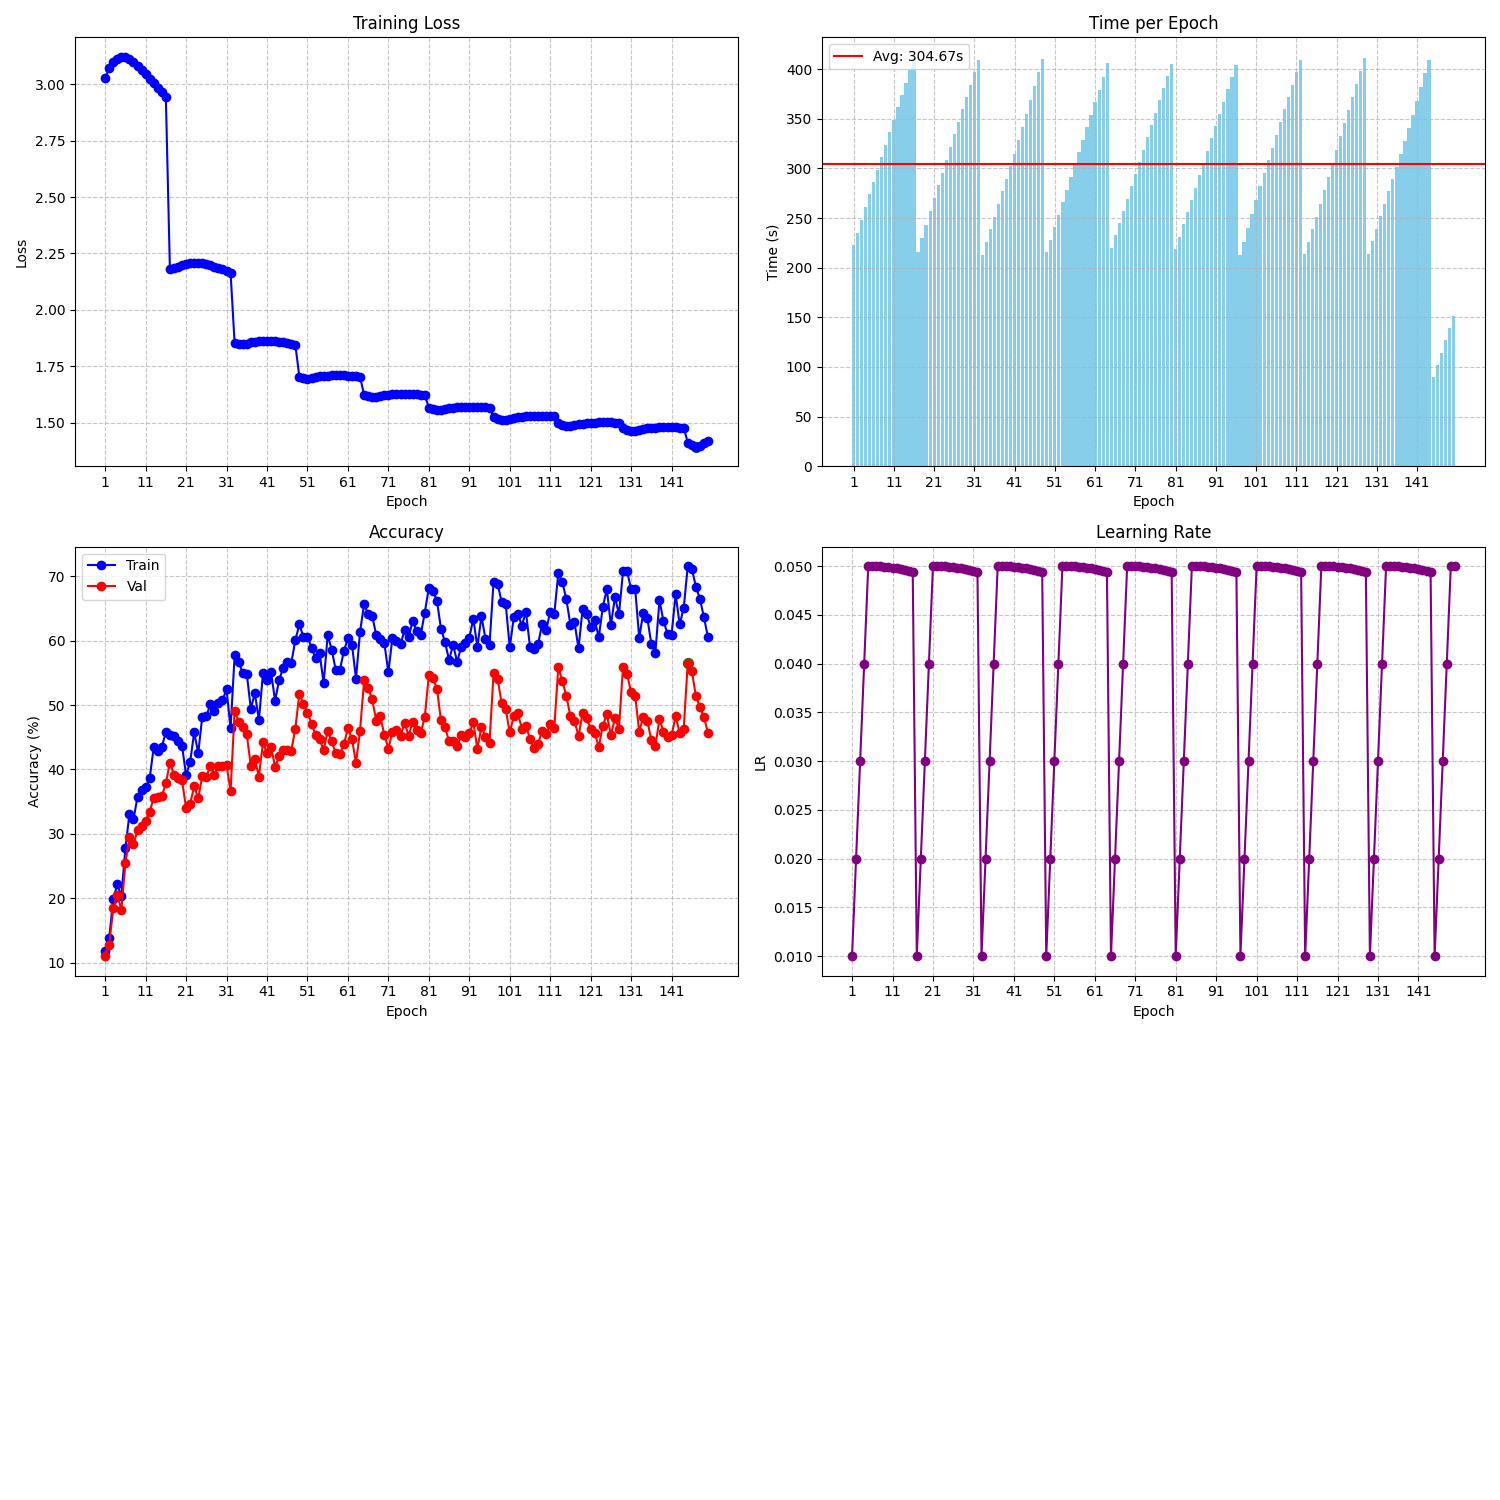 Training Loss
3.00
2.75
2.50
2.25
2.00
1.75
1.50
Loss
1 11 21 31 41 51 61 71 81 91 101 111 121 131 141
Epoch
Time per Epoch
Avg: 304.67s
400
350
300
250
200
150
100
50
0
Time (s)
1 11 21 31 41 51 61 71 81 91 101 111 121 131 141
Epoch
Accuracy
Train
Val
70
60
50
40
30
20
10
Accuracy (%)
1 11 21 31 41 51 61 71 81 91 101 111 121 131 141
Epoch
Learning Rate
0.050
0.045
0.040
0.035
0.030
0.025
0.020
0.015
0.010
LR
1 11 21 31 41 51 61 71 81 91 101 111 121 131 141
Epoch